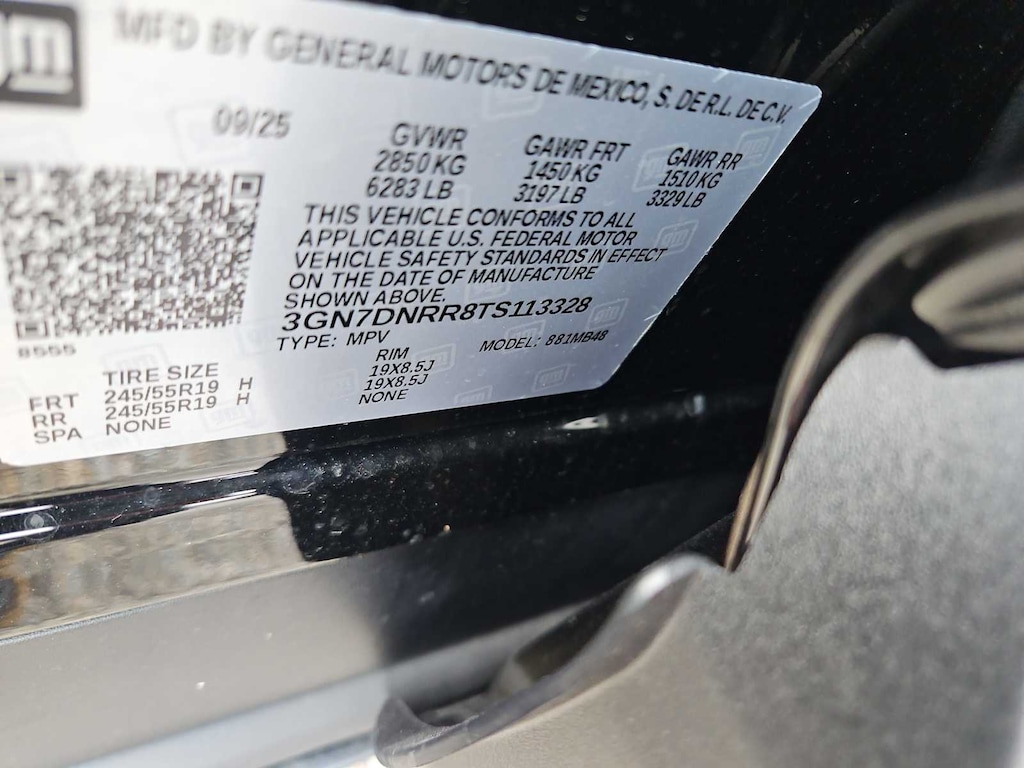 gm
MFD BY GENERAL MOTORS DE MEXICO, S. DE R.L. DE C.V.
09/25
GVWR
2850 KG
6283 LB
GAWR FRT
1450 KG
3197 LB
GAWR RR
1510 KG
3329 LB
THIS VEHICLE CONFORMS TO ALL
APPLICABLE U.S. FEDERAL MOTOR
VEHICLE SAFETY STANDARDS IN EFFECT
ON THE DATE OF MANUFACTURE
SHOWN ABOVE.
3GN7DNRR8TS113328
TYPE: MPV MODEL: 881MB48
8555
TIRE SIZE RIM
FRT 245/55R19 H 19X8.5J
RR 245/55R19 H 19X8.5J
SPA NONE NONE